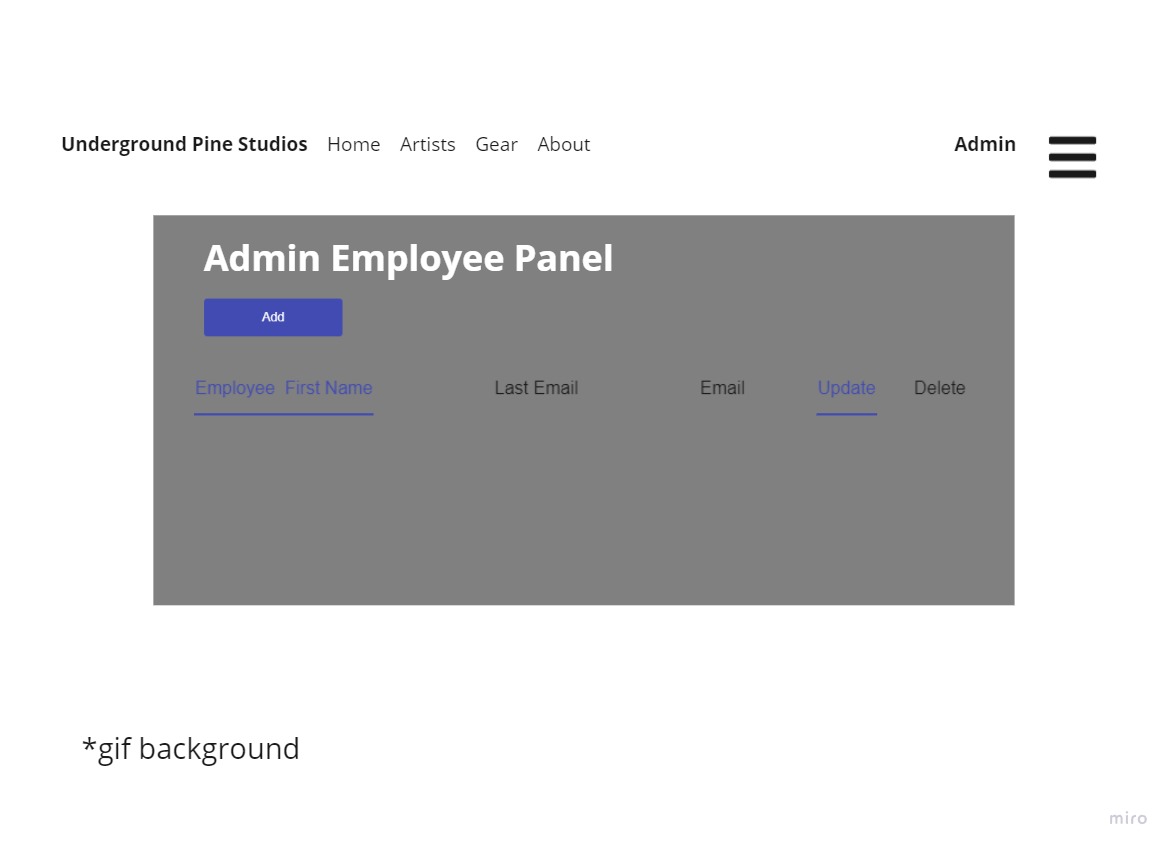 Underground Pine Studios Home Artists Gear About Admin
Admin Employee Panel
Add
Employee First Name Last Email Email Update Delete
*gif background
miro